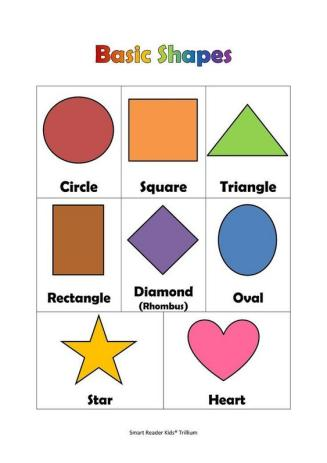 Basic Shapes
Circle
Square
Triangle
Rectangle
Diamond
(Rhombus)
Oval
Star
Heart
Smart Reader Kids® Trillium